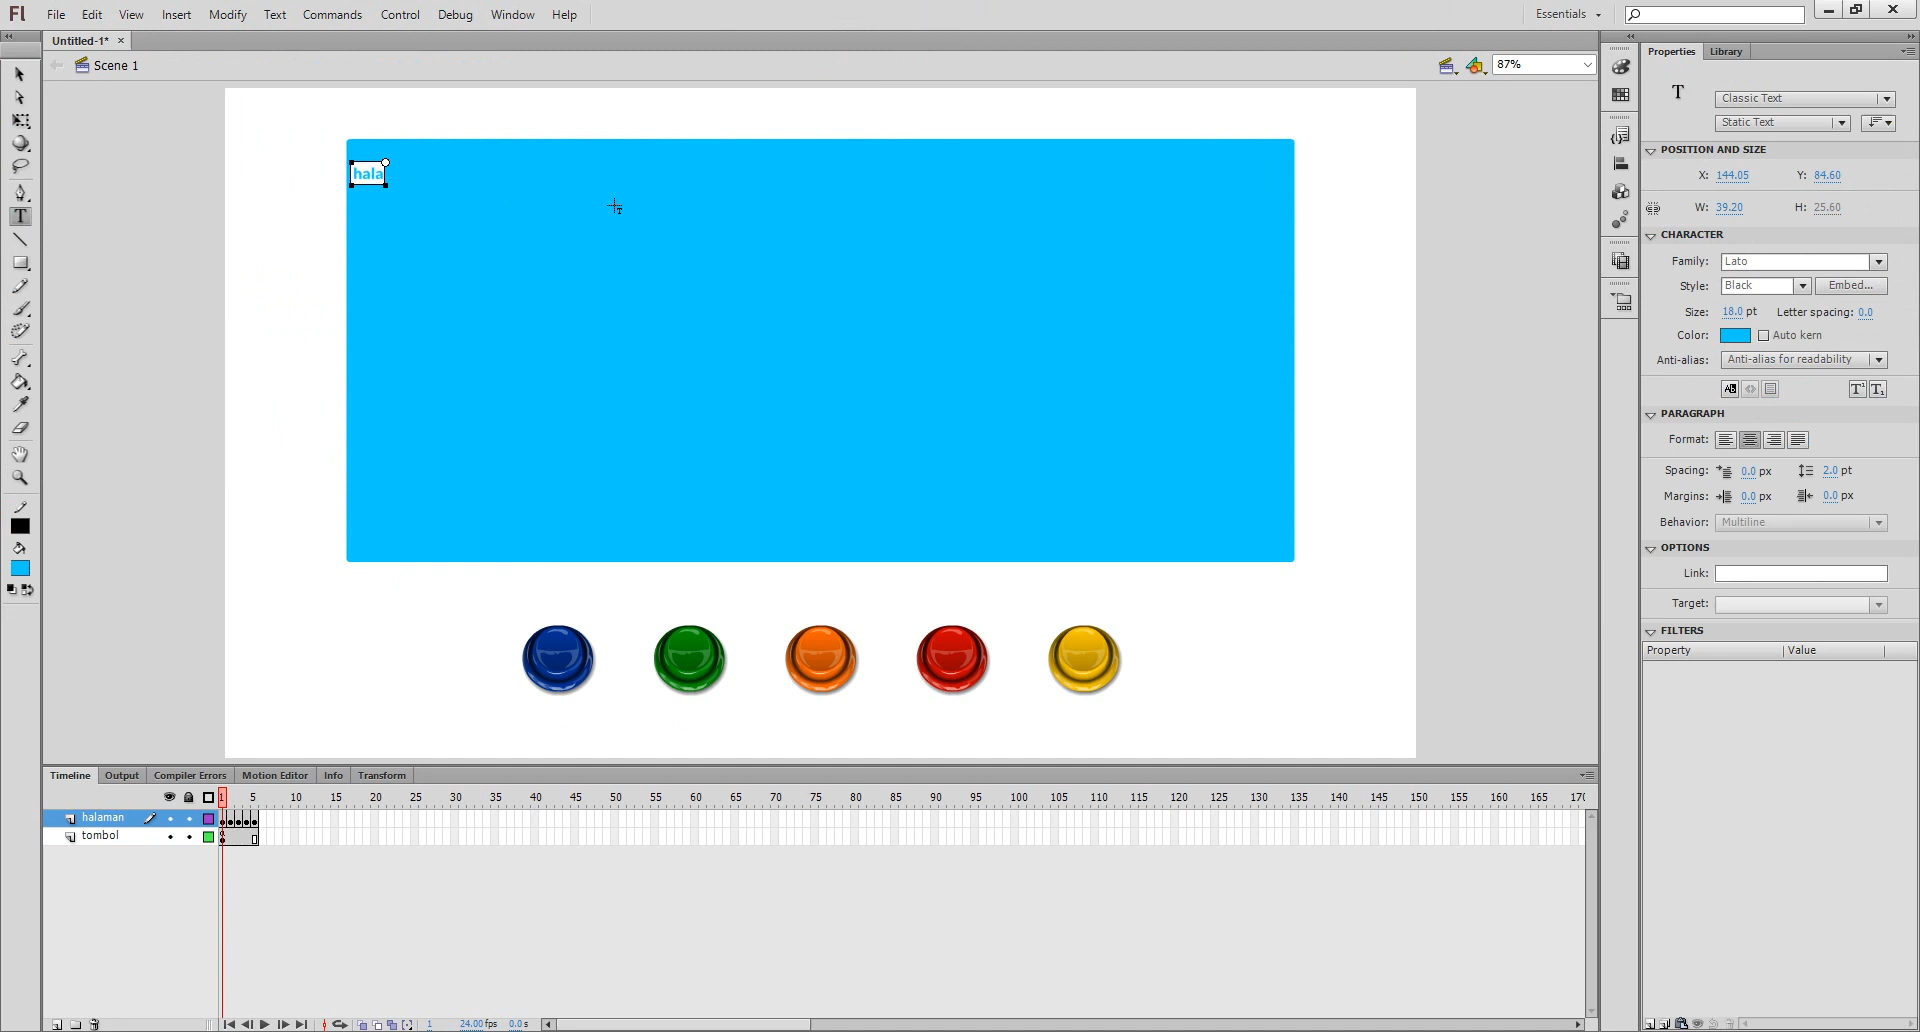 Fl File Edit View Insert Modify Text Commands Control Debug Window Help Essentials
Untitled-1* ×
Scene 1 87%
hala
Properties Library
T Classic Text
Static Text
POSITION AND SIZE
X: 144.05 Y: 84.60
W: 39.20 H: 25.60
CHARACTER
Family: Lato
Style: Black Embed...
Size: 18.0 pt Letter spacing: 0.0
Color: Auto kern
Anti-alias: Anti-alias for readability
PARAGRAPH
Format:
Spacing: 0.0 px 2.0 pt
Margins: 0.0 px 0.0 px
Behavior: Multiline
OPTIONS
Link:
Target:
FILTERS
Property Value
Timeline Output Compiler Errors Motion Editor Info Transform
1 5 10 15 20 25 30 35 40 45 50 55 60 65 70 75 80 85 90 95 100 105 110 115 120 125 130 135 140 145 150 155 160 165 170
halaman
tombol
1 24.00 fps 0.0 s